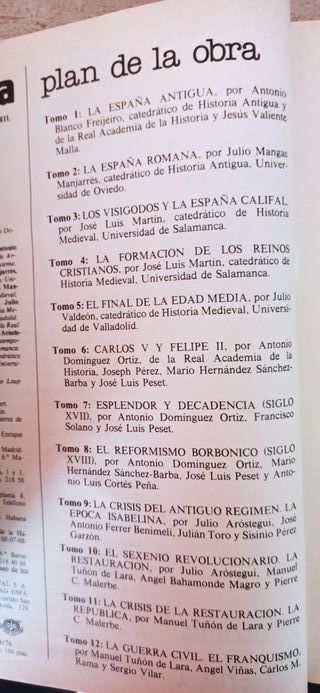 plan de la obra
Tomo 1: LA ESPAÑA ANTIGUA, por Antonio
Blanco Freijeiro, catedrático de Historia Antigua y
de la Real Academia de la Historia y Jesús Valiente
Malla.
Tomo 2: LA ESPAÑA ROMANA, por Julio Mangas
Manjarrés, catedrático de Historia Antigua, Univer-
sidad de Oviedo.
Tomo 3: LOS VISIGODOS Y LA ESPAÑA CALIFAL,
por José Luis Martín, catedrático de Historia
Medieval, Universidad de Salamanca.
Tomo 4: LA FORMACION DE LOS REINOS
CRISTIANOS, por José Luis Martín, catedrático de
Historia Medieval, Universidad de Salamanca.
Tomo 5: EL FINAL DE LA EDAD MEDIA, por Julio
Valdeón, catedrático de Historia Medieval, Universi-
dad de Valladolid.
Tomo 6: CARLOS V Y FELIPE II, por Antonio
Domínguez Ortiz, de la Real Academia de la
Historia, Joseph Pérez, Mario Hernández Sánchez-
Barba y José Luis Peset.
Tomo 7: ESPLENDOR Y DECADENCIA (SIGLO
XVII), por Antonio Domínguez Ortiz, Francisco
Solano y José Luis Peset.
Tomo 8: EL REFORMISMO BORBONICO (SIGLO
XVIII), por Antonio Domínguez Ortiz, Mario
Hernández Sánchez-Barba, José Luis Peset y Anto-
nio Luis Cortés Peña.
Tomo 9: LA CRISIS DEL ANTIGUO REGIMEN. LA
EPOCA ISABELINA, por Julio Aróstegui, José
Antonio Ferrer Benimeli, Julián Toro y Sisinio Pérez
Garzón.
Tomo 10: EL SEXENIO REVOLUCIONARIO. LA
RESTAURACION, por Julio Aróstegui, Manuel
Tuñón de Lara, Angel Bahamonde Magro y Pierre
C. Malerbe.
Tomo 11: LA CRISIS DE LA RESTAURACION. LA
REPUBLICA, por Manuel Tuñón de Lara y Pierre
C. Malerbe.
Tomo 12: LA GUERRA CIVIL. EL FRANQUISMO,
por Manuel Tuñón de Lara, Angel Viñas, Carlos M.
Rama y Sergio Vilar.